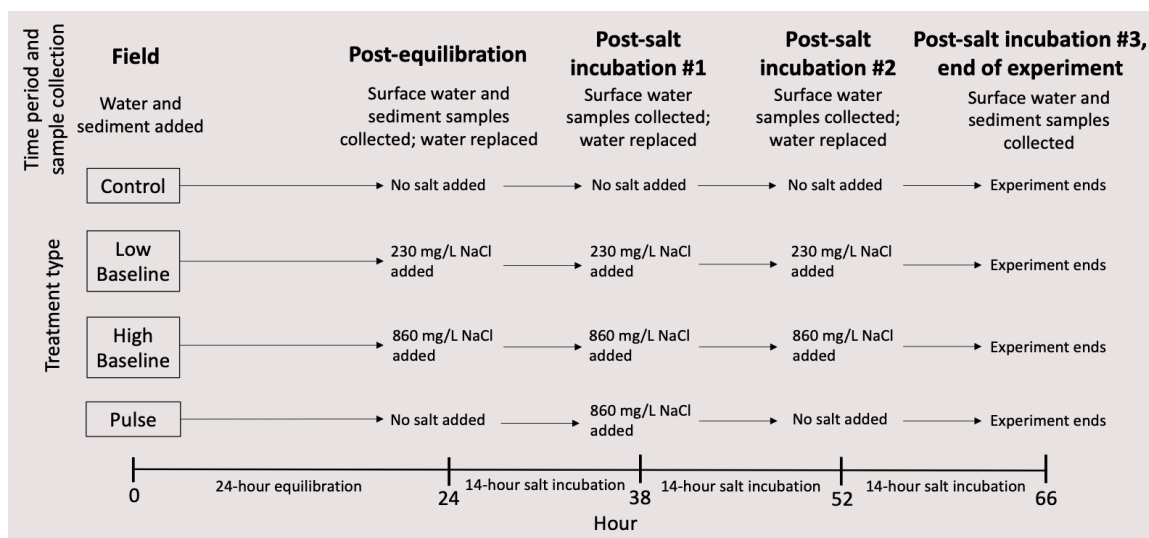 Time period and
sample collection
Field
Water and
sediment added
Post-equilibration
Surface water and
sediment samples
collected; water replaced
Post-salt
incubation #1
Surface water
samples collected;
water replaced
Post-salt
incubation #2
Surface water
samples collected;
water replaced
Post-salt incubation #3,
end of experiment
Surface water and
sediment samples
collected
Treatment type
Control
No salt added
No salt added
No salt added
Experiment ends
Low
Baseline
230 mg/L NaCl
added
230 mg/L NaCl
added
230 mg/L NaCl
added
Experiment ends
High
Baseline
860 mg/L NaCl
added
860 mg/L NaCl
added
860 mg/L NaCl
added
Experiment ends
Pulse
No salt added
860 mg/L NaCl
added
No salt added
Experiment ends
24-hour equilibration
14-hour salt incubation
14-hour salt incubation
14-hour salt incubation
0
24
38
52
66
Hour